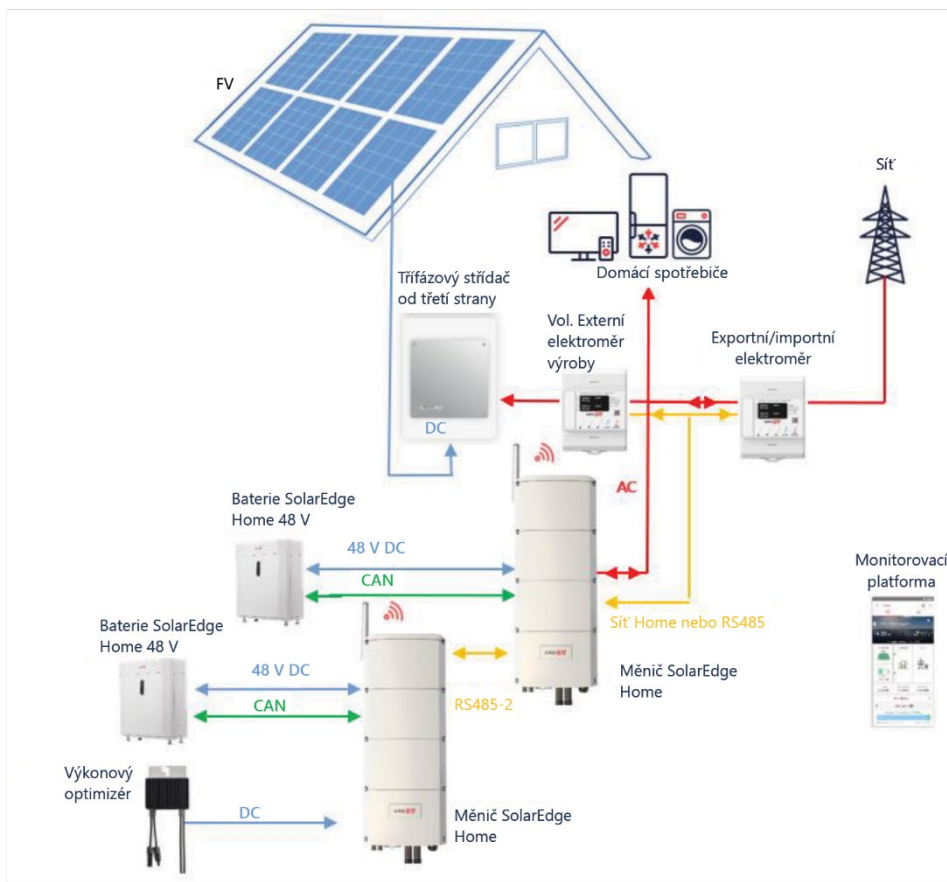 FV
Síť
Domácí spotřebiče
Třífázový střídač
od třetí strany
Vol. Externí
elektroměr
výroby
Exportní/importní
elektroměr
DC
AC
Baterie SolarEdge
Home 48 V
48 V DC
CAN
Monitorovací
platforma
Síť Home nebo RS485
Baterie SolarEdge
Home 48 V
48 V DC
CAN
RS485-2
Měnič SolarEdge
Home
Výkonový
optimizér
DC
Měnič SolarEdge
Home